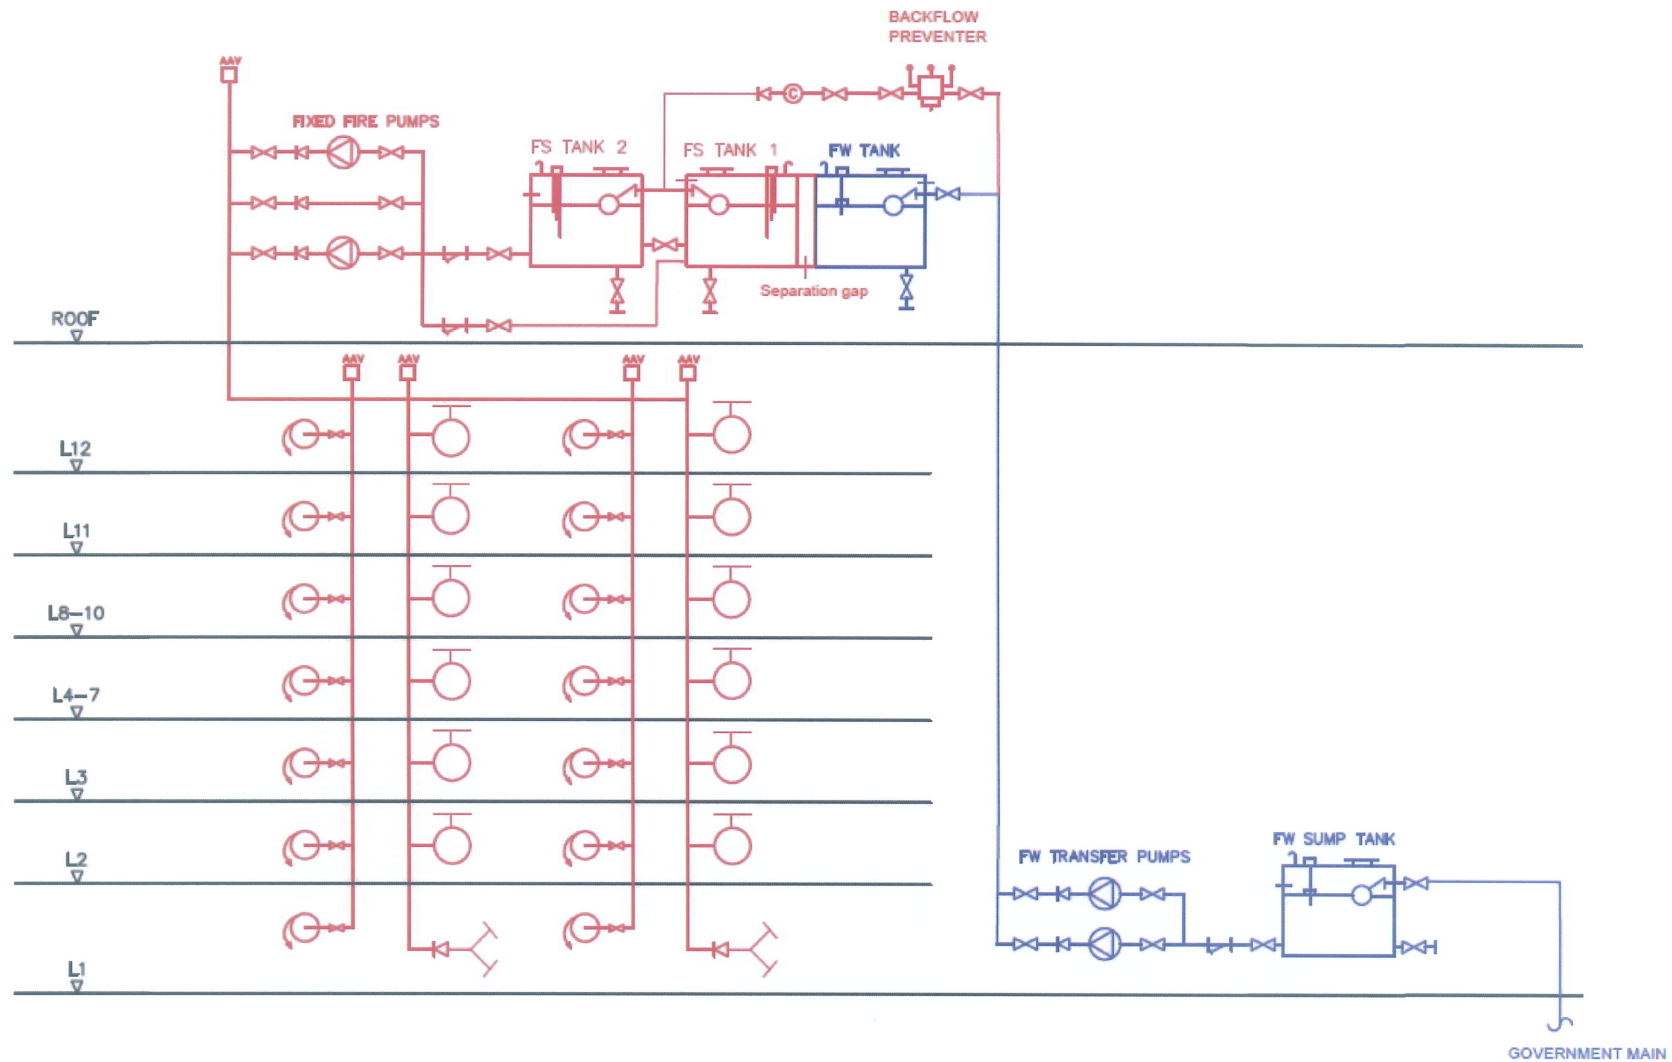 BACKFLOW
PREVENTER
AAV
FIXED FIRE PUMPS
FS TANK 2
FS TANK 1
FW TANK
C
Separation gap
ROOF
AAV
AAV
AAV
AAV
L12
L11
L8-10
L4-7
L3
L2
FW TRANSFER PUMPS
FW SUMP TANK
L1
GOVERNMENT MAIN